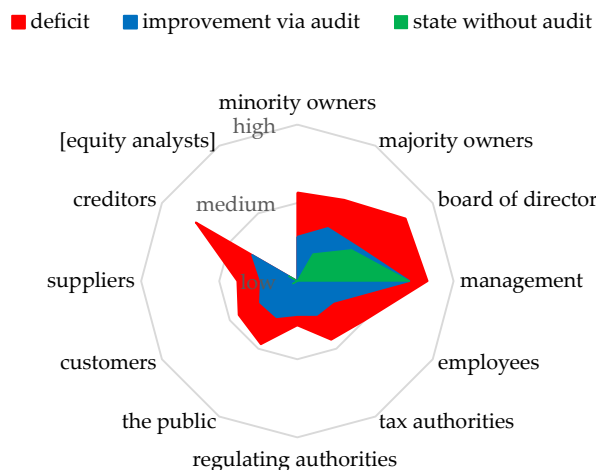 deficit improvement via audit state without audit
minority owners
high
[equity analysts] majority owners
creditors medium board of director
suppliers low management
customers employees
the public tax authorities
regulating authorities